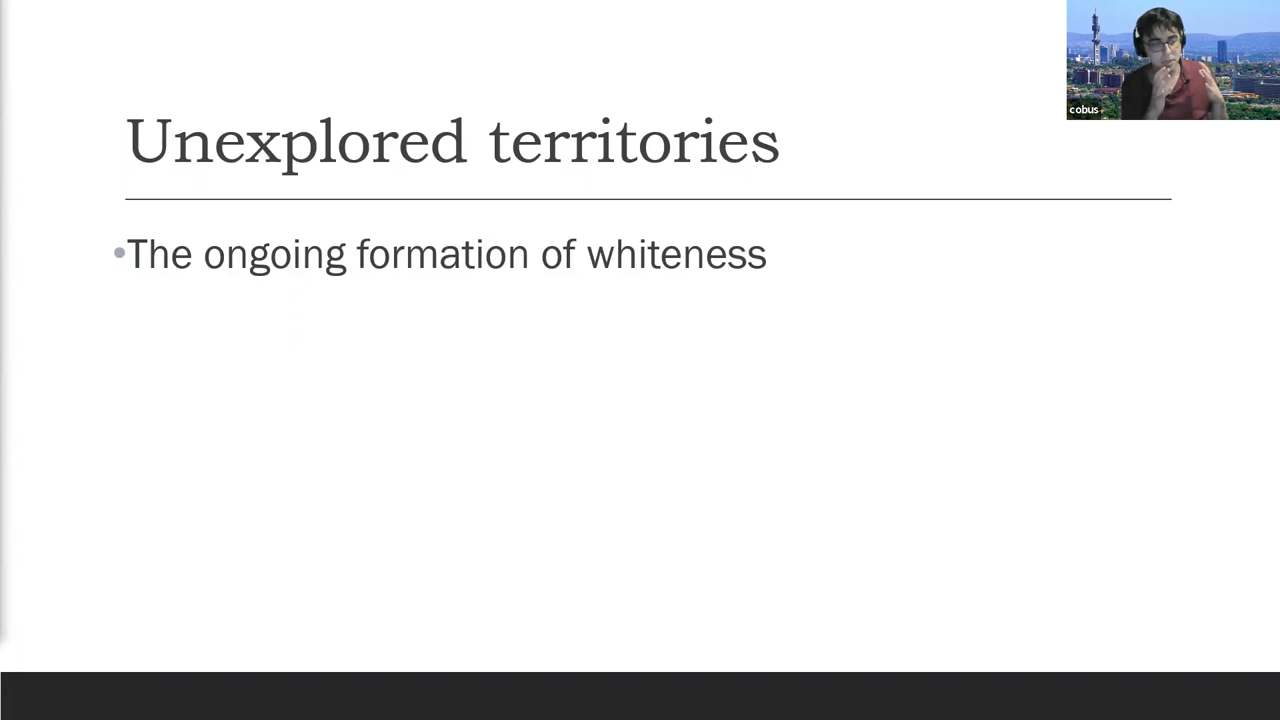 cobus
Unexplored territories
•The ongoing formation of whiteness